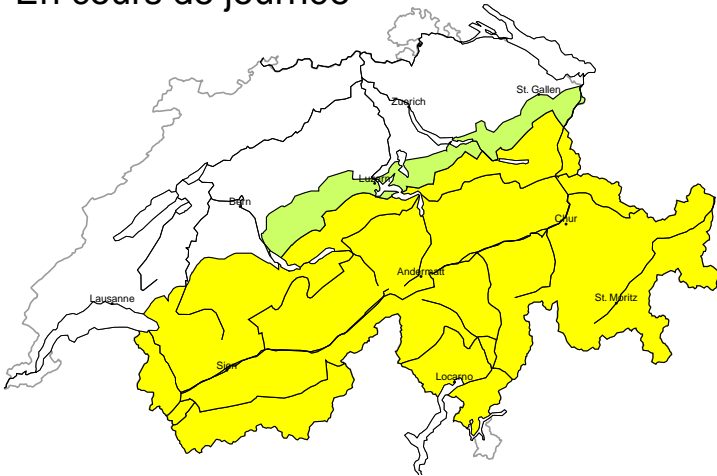 En cours de journée
St. Gallen
Zuerich
Luzern
Bern
Chur
Andermatt
Lausanne
St. Moritz
Sion
Locarno